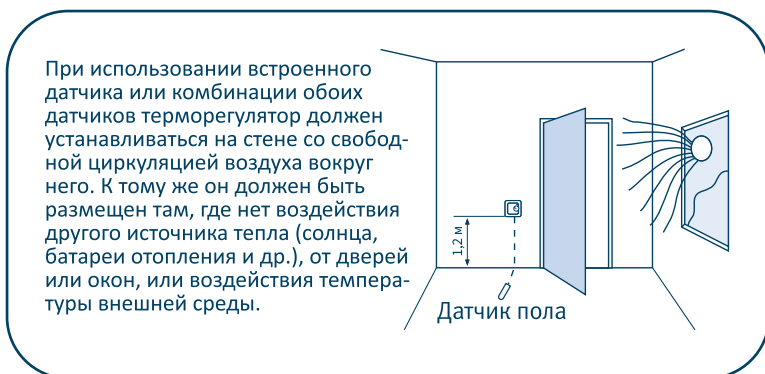 При использовании встроенного
датчика или комбинации обоих
датчиков терморегулятор должен
устанавливаться на стене со свобод-
ной циркуляцией воздуха вокруг
него. К тому же он должен быть
размещен там, где нет воздействия
другого источника тепла (солнца,
батареи отопления и др.), от дверей
или окон, или воздействия темпера-
туры внешней среды.
1,2 м
Датчик пола